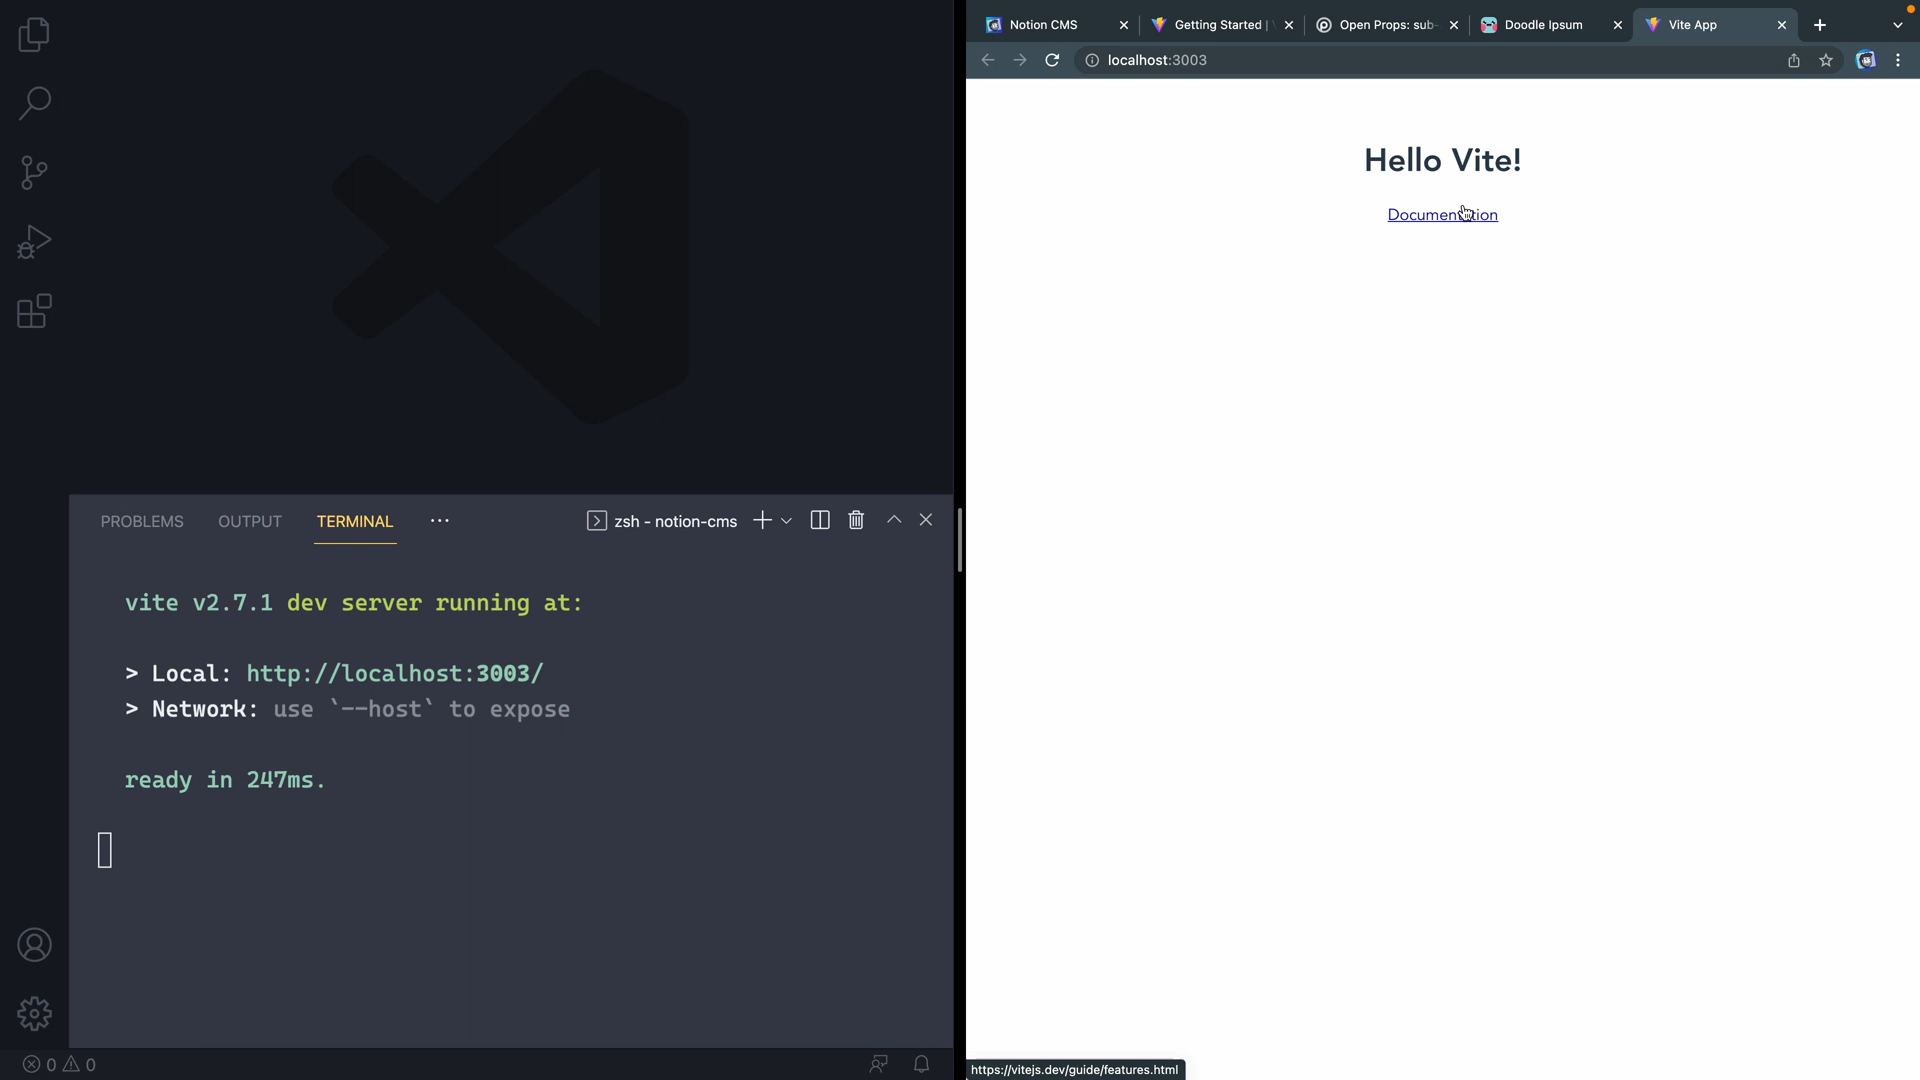 Notion CMS
Getting Started |
Open Props: sub-
Doodle Ipsum
Vite App
localhost:3003
Hello Vite!
Documentation
PROBLEMS
OUTPUT
TERMINAL
zsh - notion-cms
vite v2.7.1 dev server running at:
> Local: http://localhost:3003/
> Network: use `--host` to expose
ready in 247ms.
0
0
https://vitejs.dev/guide/features.html